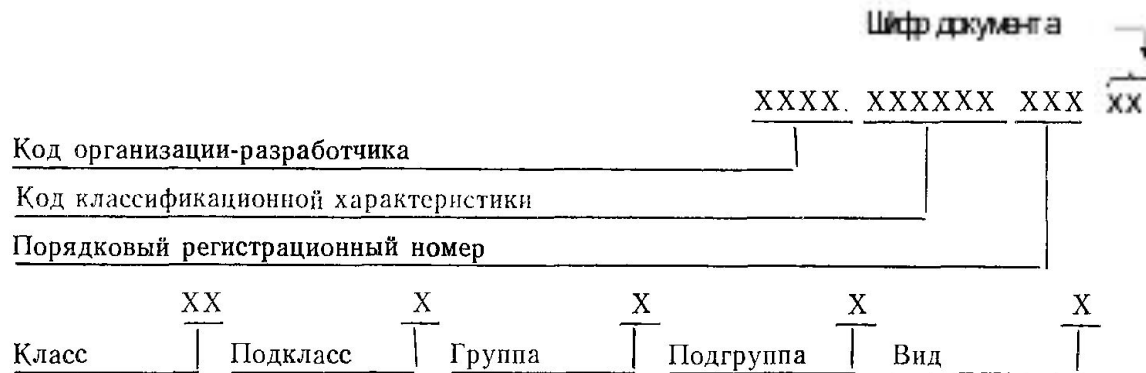 Шифр документа
XXXX. XXXXXX XXX XX
Код организации-разработчика
Код классификационной характеристики
Порядковый регистрационный номер
XX X X X X
Класс Подкласс Группа Подгруппа Вид